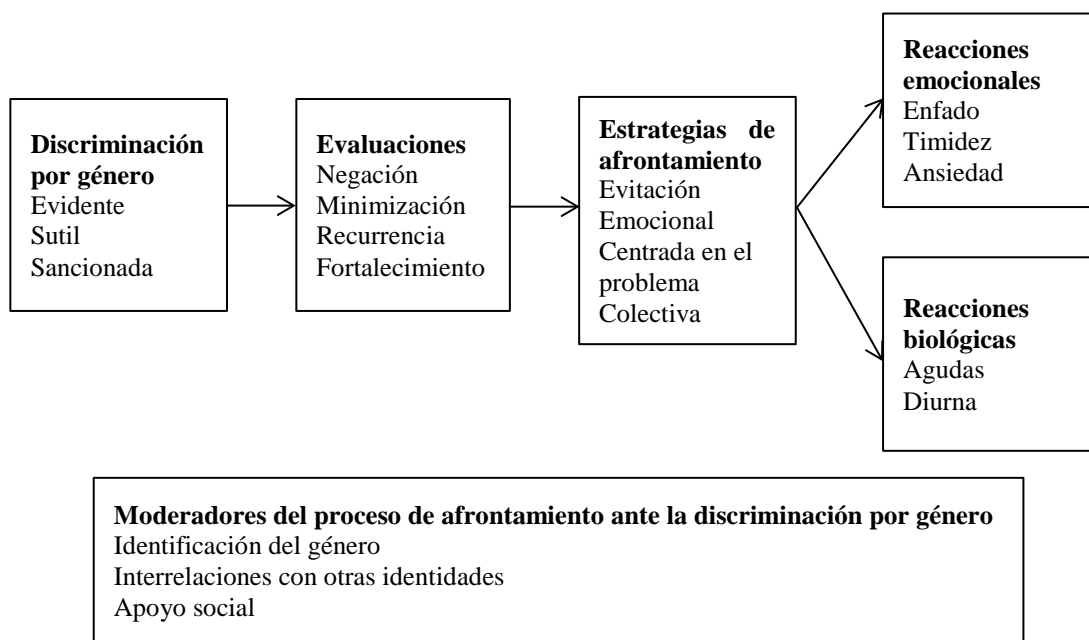 Discriminación
por género
Evidente
Sutil
Sancionada
Evaluaciones
Negación
Minimización
Recurrencia
Fortalecimiento
Estrategias de
afrontamiento
Evitación
Emocional
Centrada en el
problema
Colectiva
Reacciones
emocionales
Enfado
Timidez
Ansiedad
Reacciones
biológicas
Agudas
Diurna
Moderadores del proceso de afrontamiento ante la discriminación por género
Identificación del género
Interrelaciones con otras identidades
Apoyo social